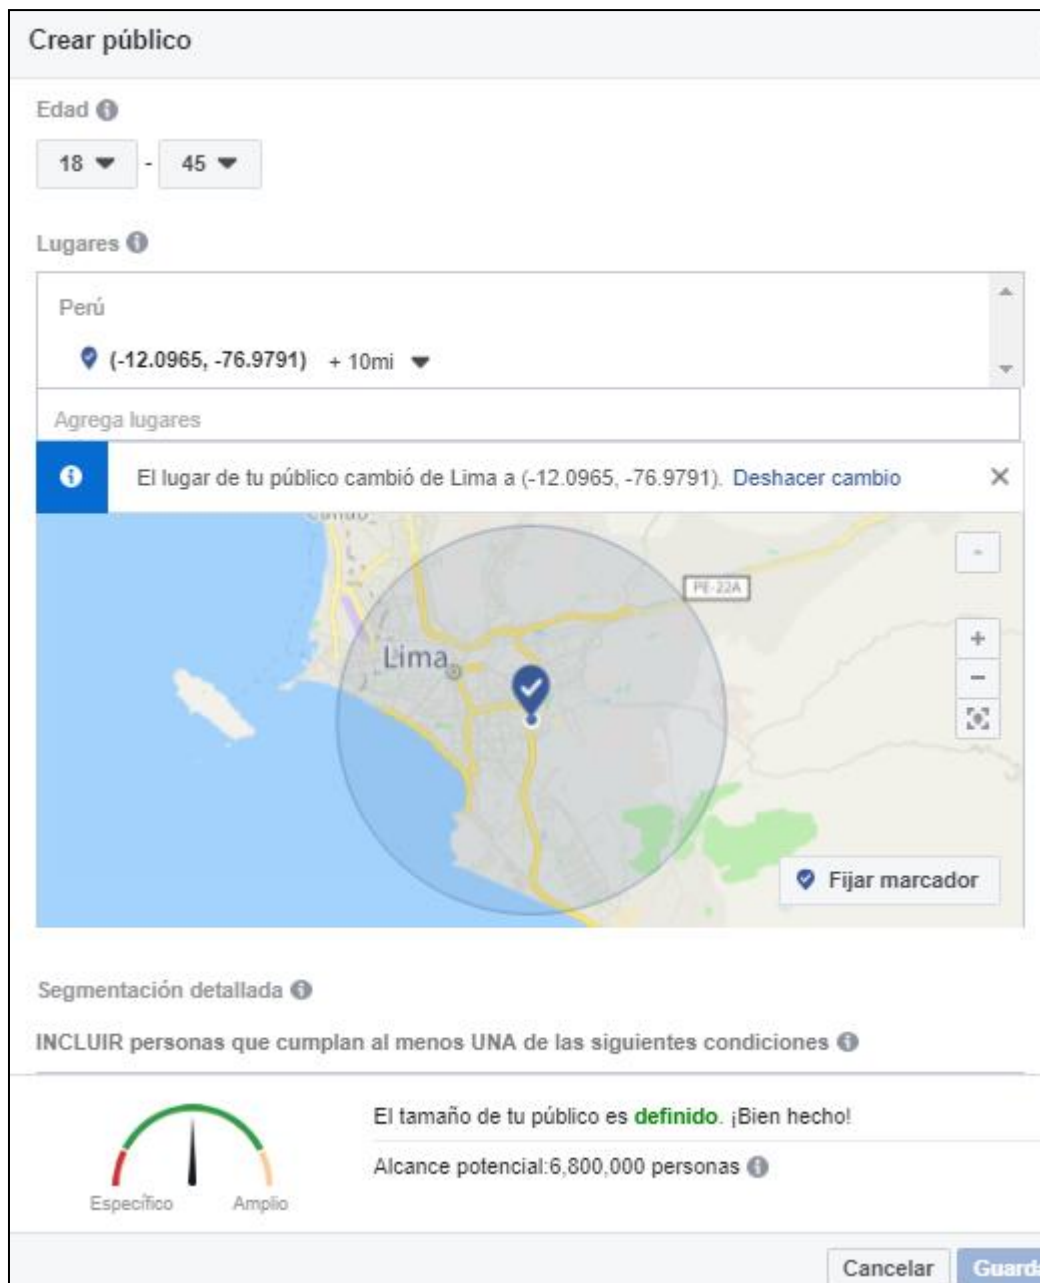 Crear público
Edad
18 - 45
Lugares
Perú
(-12.0965, -76.9791) + 10mi
Agrega lugares
El lugar de tu público cambió de Lima a (-12.0965, -76.9791). Deshacer cambio
PE-22A
Lima
Fijar marcador
Segmentación detallada
INCLUIR personas que cumplan al menos UNA de las siguientes condiciones
El tamaño de tu público es definido. ¡Bien hecho!
Alcance potencial:6,800,000 personas
Específico Amplio
Cancelar Guarda